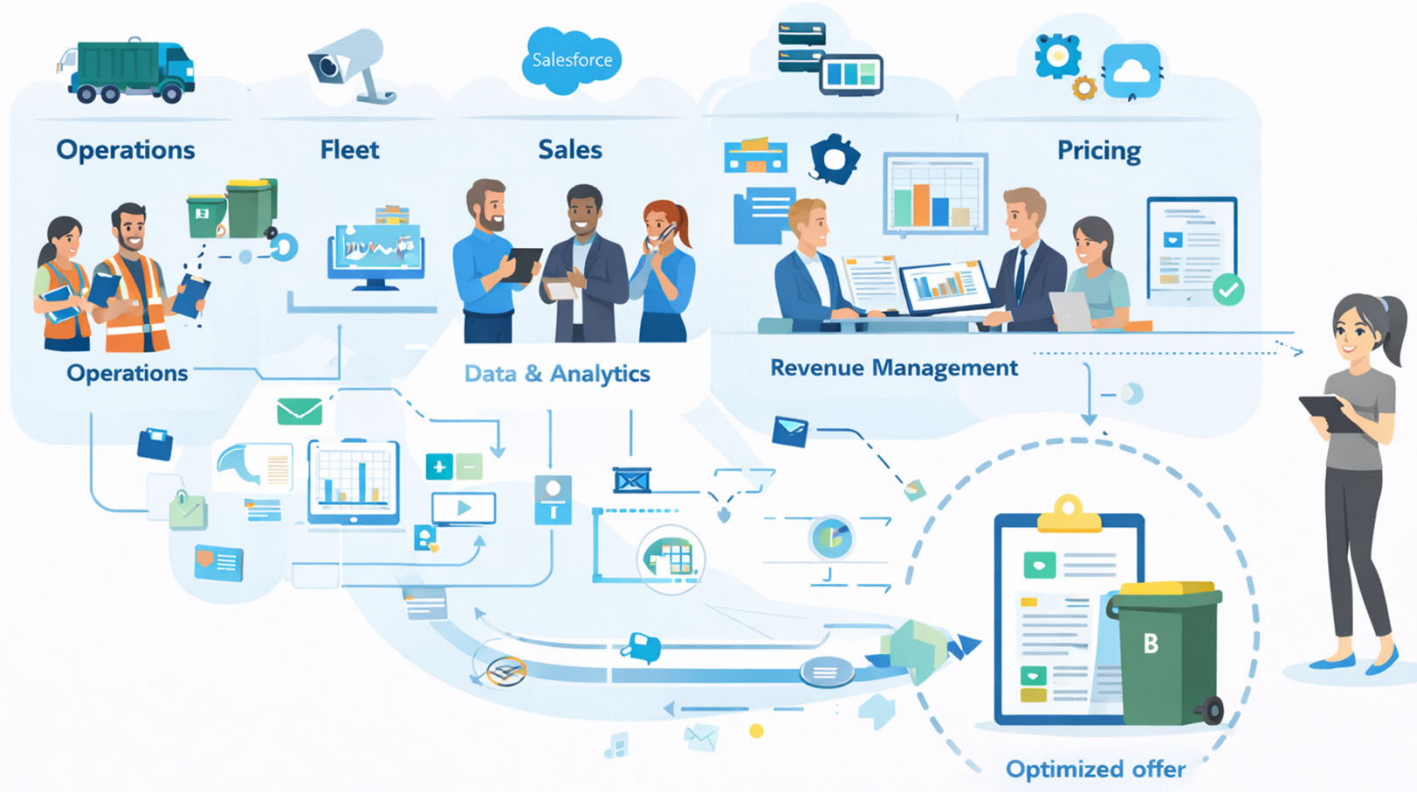 Salesforce
Operations
Fleet
Sales
Pricing
Operations
Data & Analytics
Revenue Management
B
Optimized offer